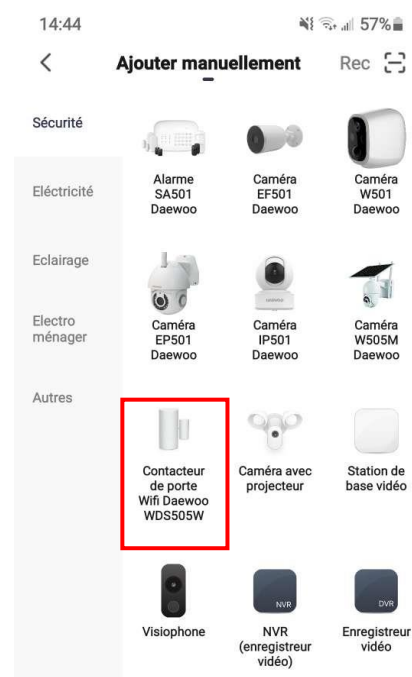 14:44
57%
Ajouter manuellement
Rec
Sécurité
Eléctricité
Eclairage
Electro
ménager
Autres
Alarme
SA501
Daewoo
Caméra
EF501
Daewoo
Caméra
W501
Daewoo
Caméra
EP501
Daewoo
Caméra
IP501
Daewoo
Caméra
W505M
Daewoo
Contacteur
de porte
Wifi Daewoo
WDS505W
Caméra avec
projecteur
Station de
base vidéo
Visiophone
NVR
NVR
(enregistreur
vidéo)
DVR
Enregistreur
vidéo